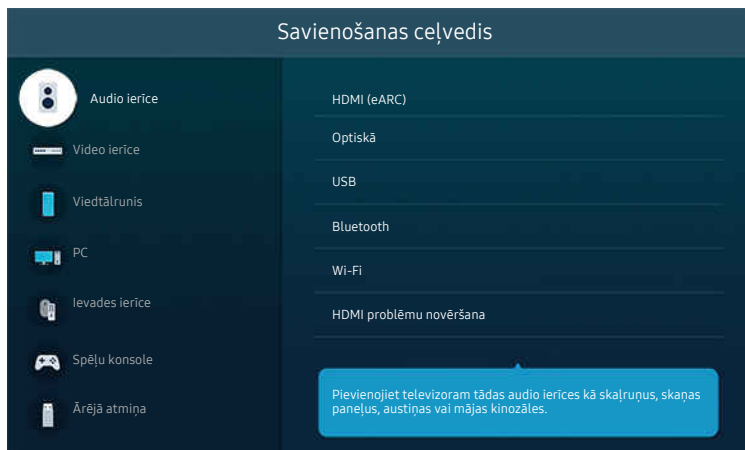 Savienošanas ceļvedis
Audio ierīce
Video ierīce
Viedtālrunis
PC
Ievades ierīce
Spēļu konsole
Ārējā atmiņa
HDMI (eARC)
Optiskā
USB
Bluetooth
Wi-Fi
HDMI problēmu novēršana
Pievienojiet televizoram tādas audio ierīces kā skaļruņus, skaņas
paneļus, austiņas vai mājas kinozāles.